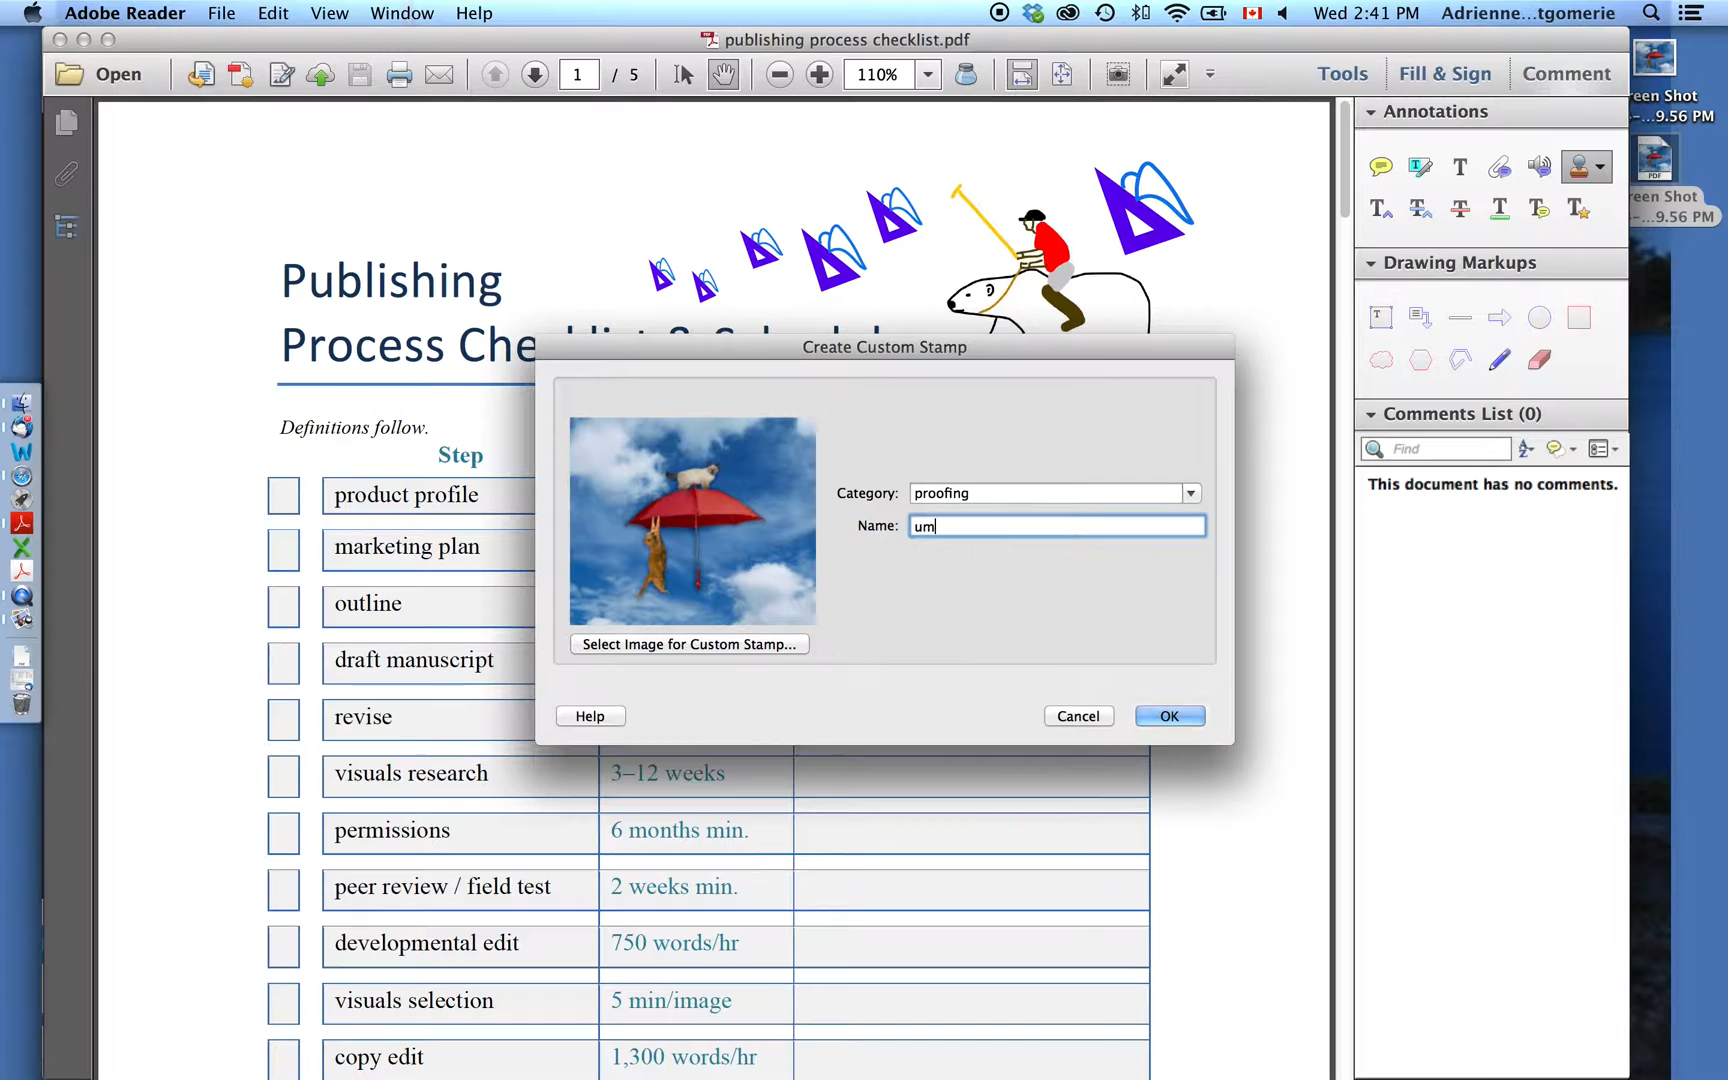 Adobe Reader File Edit View Window Help Wed 2:41 PM Adrienne...tgomerie
publishing process checklist.pdf
Open 1 / 5 110% Tools Fill & Sign Comment
Annotations
Drawing Markups
Comments List (0)
Find
This document has no comments.
reen Shot
-...9.56 PM
PDF
reen Shot
-...9.56 PM
Publishing
Process Che
Definitions follow.
Step
product profile
marketing plan
outline
draft manuscript
revise
visuals research 3–12 weeks
permissions 6 months min.
peer review / field test 2 weeks min.
developmental edit 750 words/hr
visuals selection 5 min/image
copy edit 1,300 words/hr
Create Custom Stamp
Category: proofing
Name: um
Select Image for Custom Stamp...
Help Cancel OK